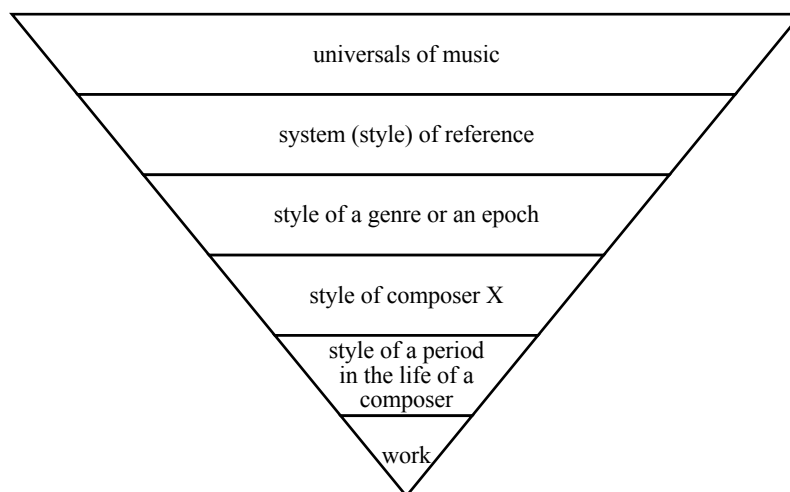 universals of music
system (style) of reference
style of a genre or an epoch
style of composer X
style of a period
in the life of a
composer
work